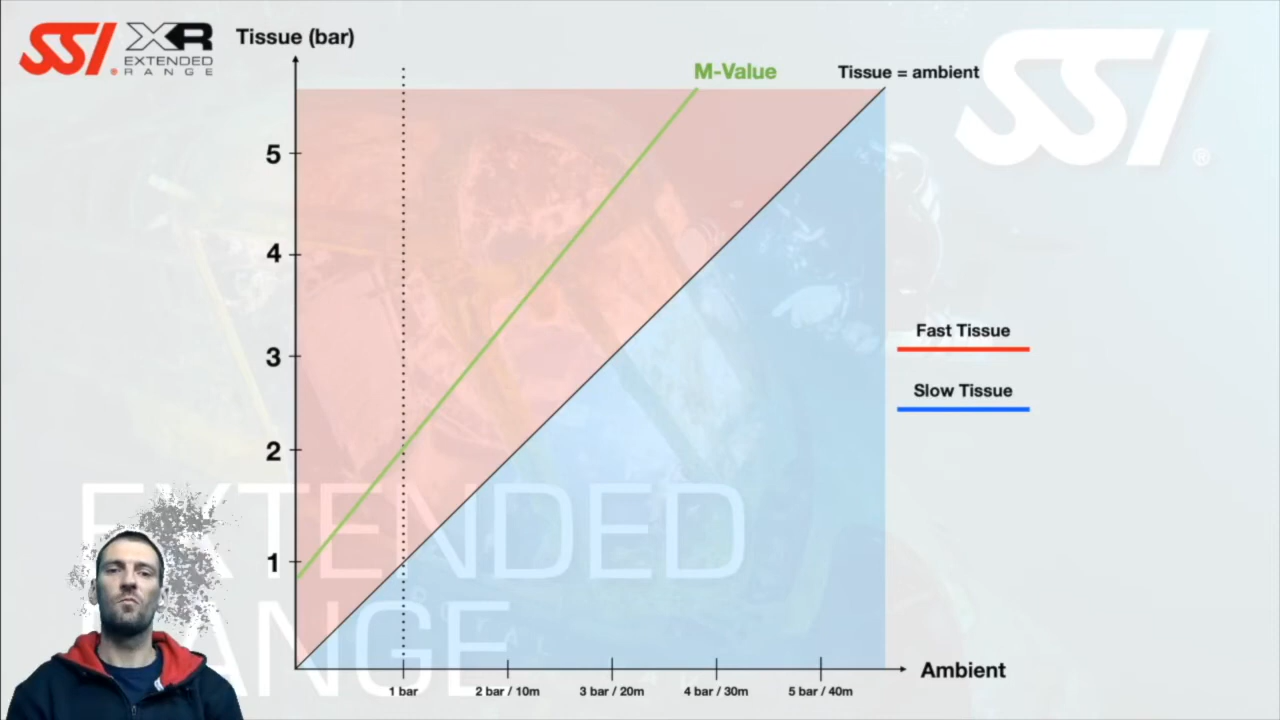 SSI
XR
EXTENDED
® RANGE
Tissue (bar)
M-Value
Tissue = ambient
SSI
®
5
4
3
2
1
Fast Tissue
Slow Tissue
EXTENDED
RANGE
Ambient
1 bar
2 bar / 10m
3 bar / 20m
4 bar / 30m
5 bar / 40m